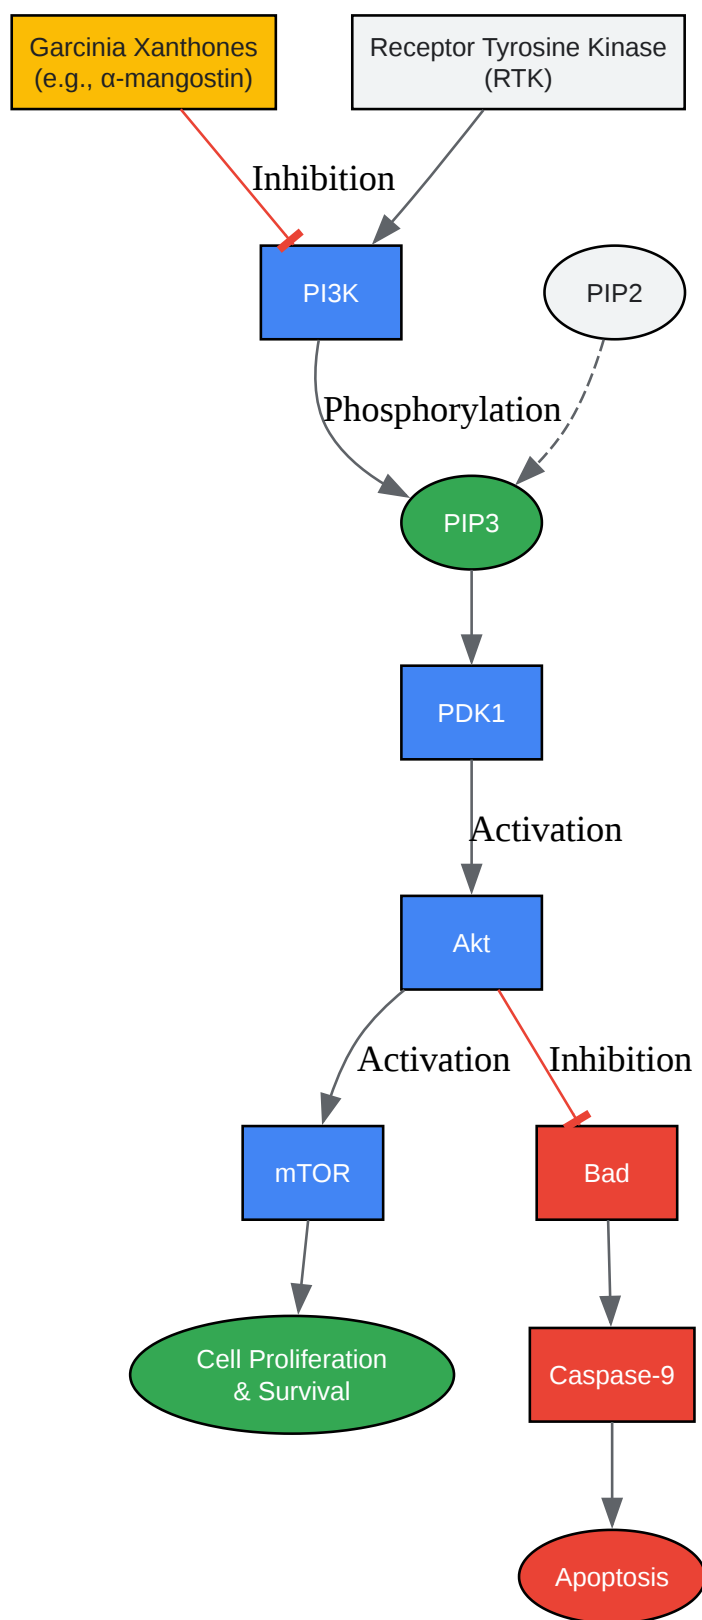 Garcinia Xanthones
(e.g., α-mangostin)
Receptor Tyrosine Kinase
(RTK)
Inhibition
PI3K
PIP2
Phosphorylation
PIP3
PDK1
Activation
Akt
Activation
Inhibition
mTOR
Bad
Cell Proliferation
& Survival
Caspase-9
Apoptosis